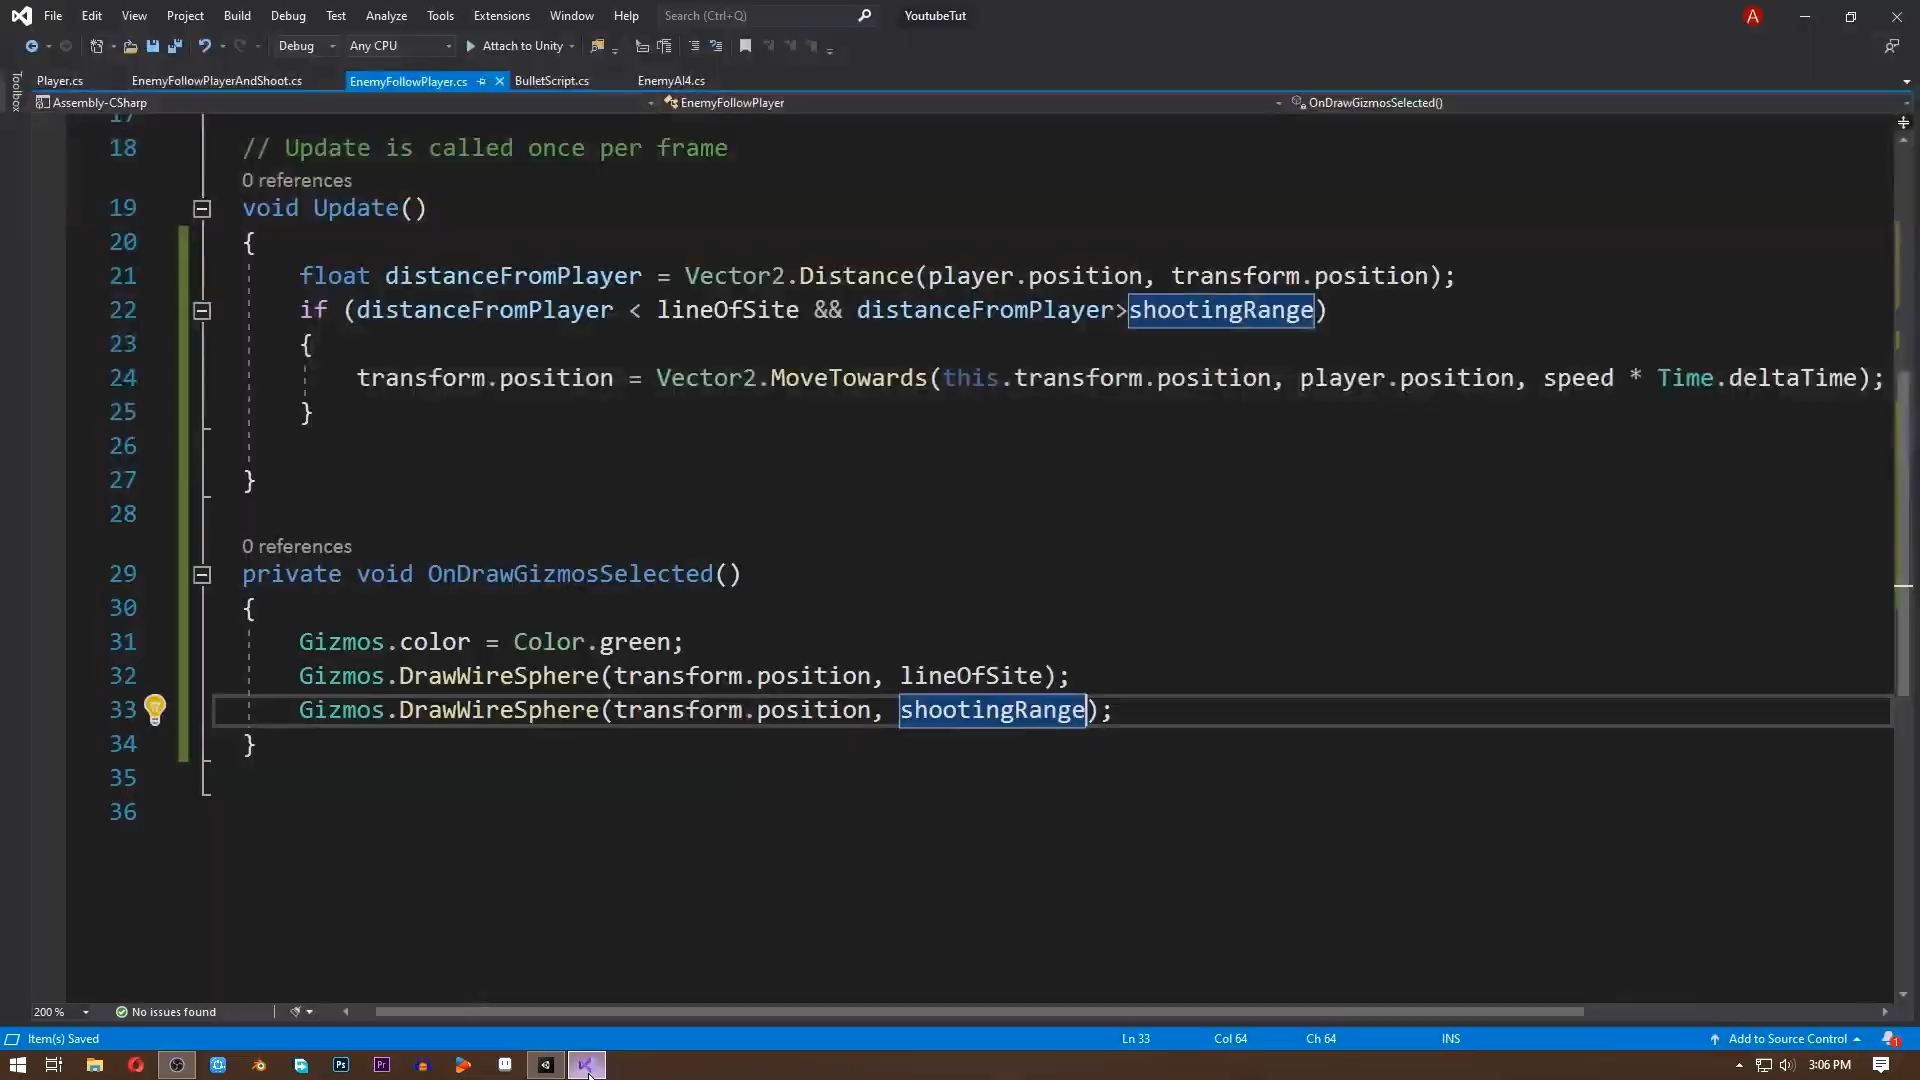 File Edit View Project Build Debug Test Analyze Tools Extensions Window Help Search (Ctrl+Q) YoutubeTut A
Debug Any CPU Attach to Unity
Player.cs EnemyFollowPlayerAndShoot.cs EnemyFollowPlayer.cs BulletScript.cs EnemyAI4.cs
Toolbox
Assembly-CSharp EnemyFollowPlayer OnDrawGizmosSelected()
17
18 // Update is called once per frame
0 references
19 void Update()
20 {
21 float distanceFromPlayer = Vector2.Distance(player.position, transform.position);
22 if (distanceFromPlayer < lineOfSite && distanceFromPlayer>shootingRange)
23 {
24 transform.position = Vector2.MoveTowards(this.transform.position, player.position, speed * Time.deltaTime);
25 }
26
27 }
28
0 references
29 private void OnDrawGizmosSelected()
30 {
31 Gizmos.color = Color.green;
32 Gizmos.DrawWireSphere(transform.position, lineOfSite);
33 Gizmos.DrawWireSphere(transform.position, shootingRange);
34 }
35
36
200 % No issues found
Item(s) Saved Ln 33 Col 64 Ch 64 INS Add to Source Control 1
Ps Pr 3:06 PM